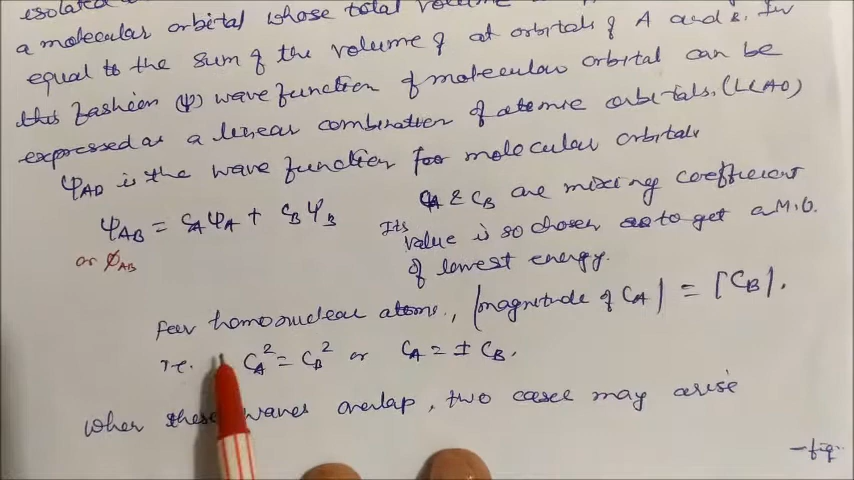 a molecular orbital whose total volume
equal to the sum of the volume of at orbitals of A and B. In
this fashion (ψ) wave function of molecular orbital can be
expressed as a linear combination of atomic orbitals. (LCAO)
ψAB is the wave function for molecular orbitals
ψAB = CAψA + CBψB
or ϕAB
CA & CB are mixing coefficient
Its value is so chosen as to get a M.O.
of lowest energy.
For homonuclear atoms, |magnitude of CA| = |CB|.
i.e. CA² = CB² or CA = ± CB.
When these waves overlap, two cases may arise
-fig.